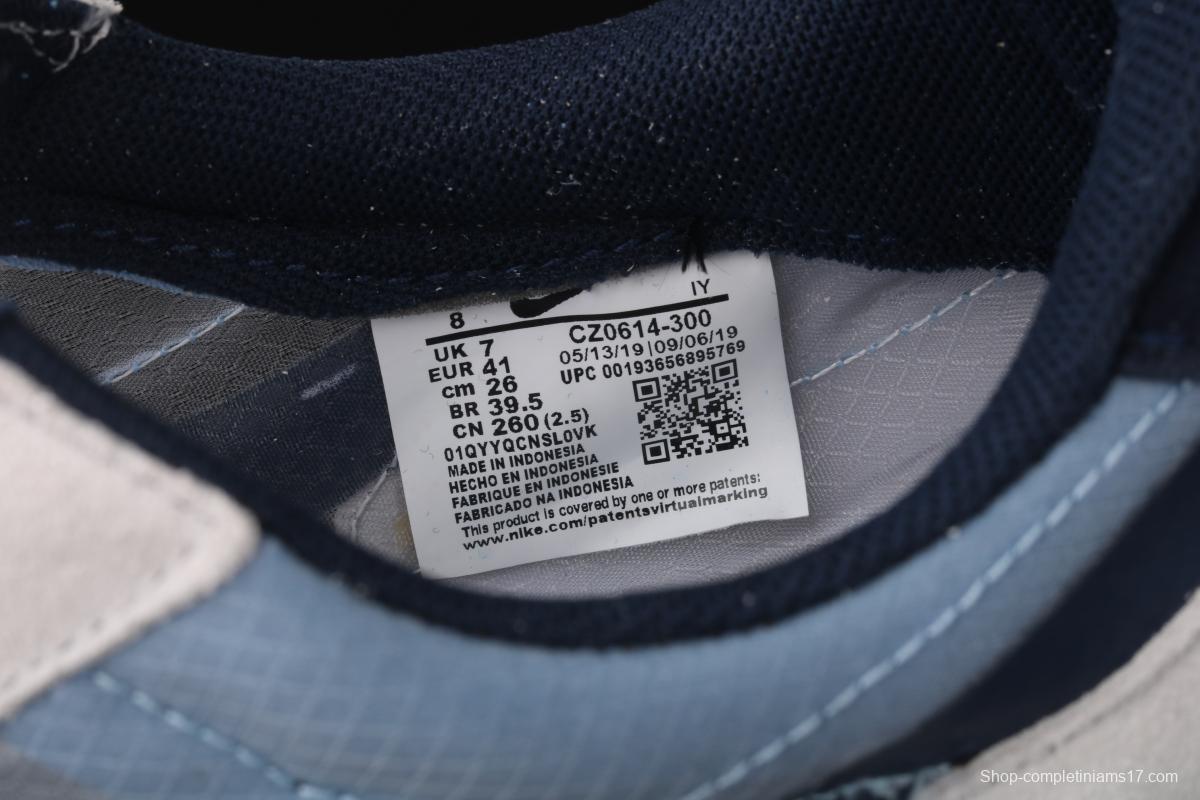 IY
8
UK 7
EUR 41
cm 26
BR 39.5
CN 260 (2.5)
CZ0614-300
05/13/19|09/06/19
UPC 00193656895769
01QYYQCNSL0VK
MADE IN INDONESIA
HECHO EN INDONESIA
FABRIQUE EN INDONESIE
FABRICADO NA INDONESIA
This product is covered by one or more patents:
www.nike.com/patentsvirtualmarking
Shop-completiniams17.com